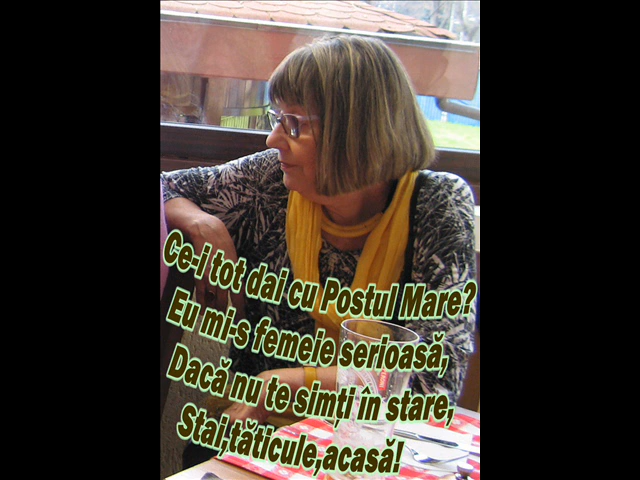 Ce-i tot dai cu Postul Mare?
Eu mi-s femeie serioasă,
Dacă nu te simți în stare,
Stai,tăticule,acasă!